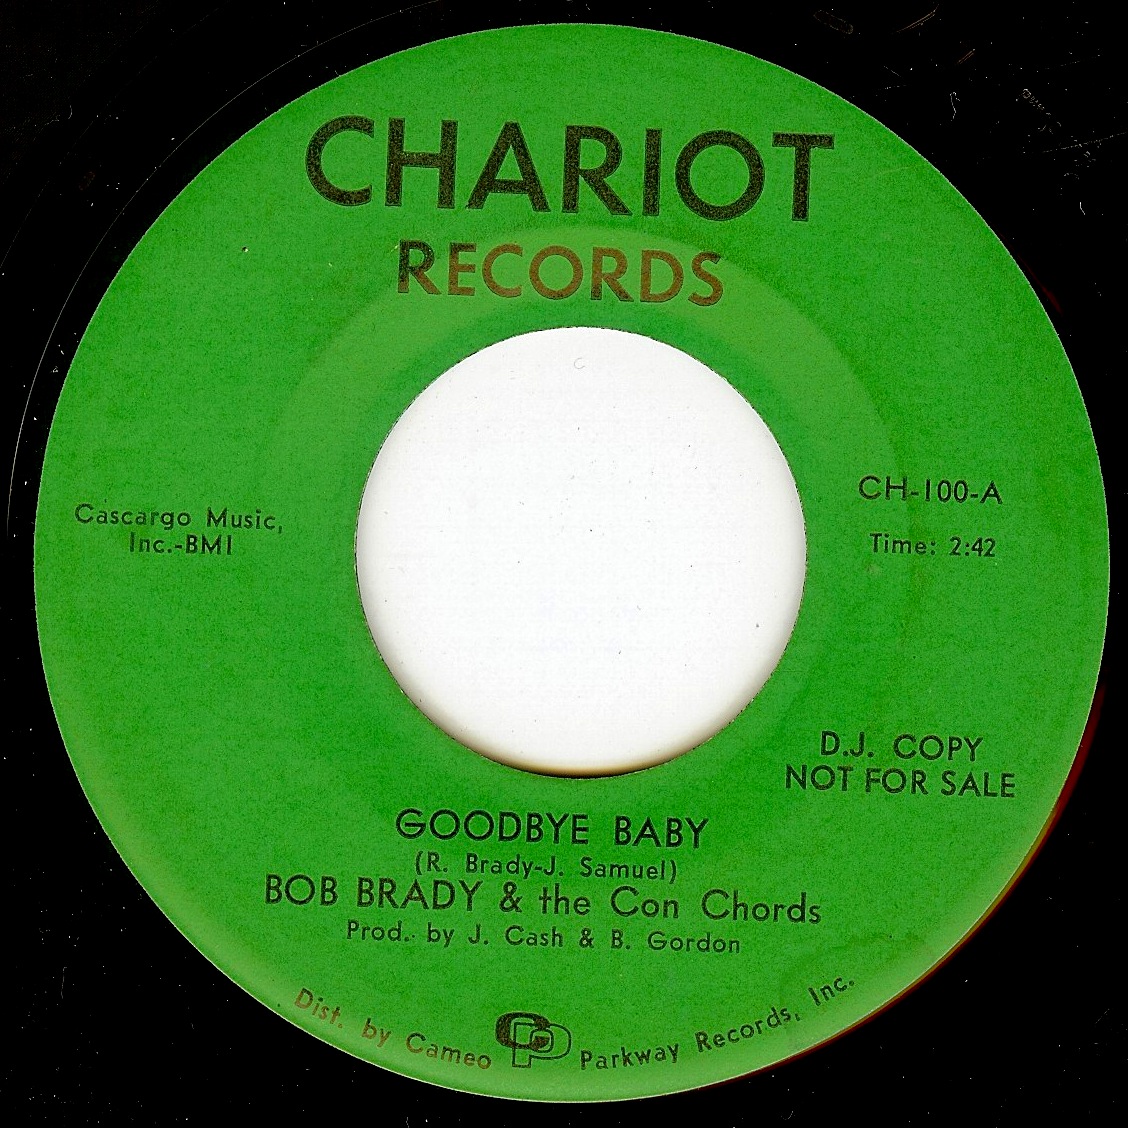 CHARIOT
RECORDS
Cascargo Music,
Inc.-BMI
CH-100-A
Time: 2:42
D.J. COPY
NOT FOR SALE
GOODBYE BABY
(R. Brady-J. Samuel)
BOB BRADY & the Con Chords
Prod. by J. Cash & B. Gordon
Dist. by Cameo CP Parkway Records, Inc.